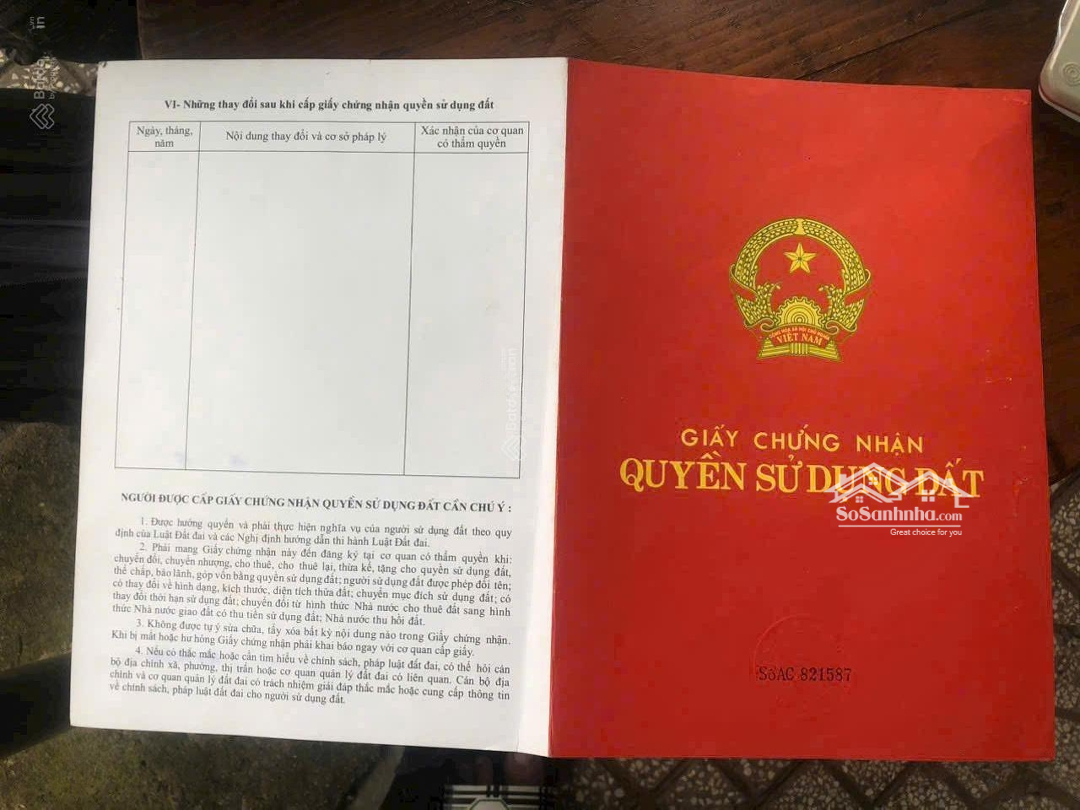 VI- Những thay đổi sau khi cấp giấy chứng nhận quyền sử dụng đất
Ngày, tháng,
năm
Nội dung thay đổi và cơ sở pháp lý
Xác nhận của cơ quan
có thẩm quyền
NGƯỜI ĐƯỢC CẤP GIẤY CHỨNG NHẬN QUYỀN SỬ DỤNG ĐẤT CẦN CHÚ Ý :
1. Được hưởng quyền và phải thực hiện nghĩa vụ của người sử dụng đất theo quy
định của Luật Đất đai và các Nghị định hướng dẫn thi hành Luật Đất đai.
2. Phải mang Giấy chứng nhận này đến đăng ký tại cơ quan có thẩm quyền khi:
chuyển đổi, chuyển nhượng, cho thuê, cho thuê lại, thừa kế, tặng cho quyền sử dụng đất,
thế chấp, bảo lãnh, góp vốn bằng quyền sử dụng đất; người sử dụng đất được phép đổi tên;
có thay đổi về hình dạng, kích thước, diện tích thửa đất; chuyển mục đích sử dụng đất; có
thay đổi thời hạn sử dụng đất; chuyển đổi từ hình thức Nhà nước cho thuê đất sang hình
thức Nhà nước giao đất có thu tiền sử dụng đất; Nhà nước thu hồi đất.
3. Không được tự ý sửa chữa, tẩy xóa bất kỳ nội dung nào trong Giấy chứng nhận.
Khi bị mất hoặc hư hỏng Giấy chứng nhận phải khai báo ngay với cơ quan cấp giấy.
4. Nếu có thắc mắc hoặc cần tìm hiểu về chính sách, pháp luật đất đai, có thể hỏi cán
bộ địa chính xã, phường, thị trấn hoặc cơ quan quản lý đất đai có liên quan. Cán bộ địa
chính và cơ quan quản lý đất đai có trách nhiệm giải đáp thắc mắc hoặc cung cấp thông tin
về chính sách, pháp luật đất đai cho người sử dụng đất.
CỘNG HÒA XÃ HỘI CHỦ NGHĨA
VIỆT NAM
GIẤY CHỨNG NHẬN
QUYỀN SỬ DỤNG ĐẤT
SoSanhnha.com
Great choice for you
Số AC 821587